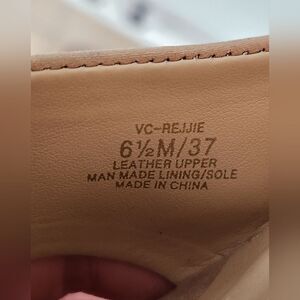 VC-REJJIE
6½M/37
LEATHER UPPER
MAN MADE LINING/SOLE
MADE IN CHINA